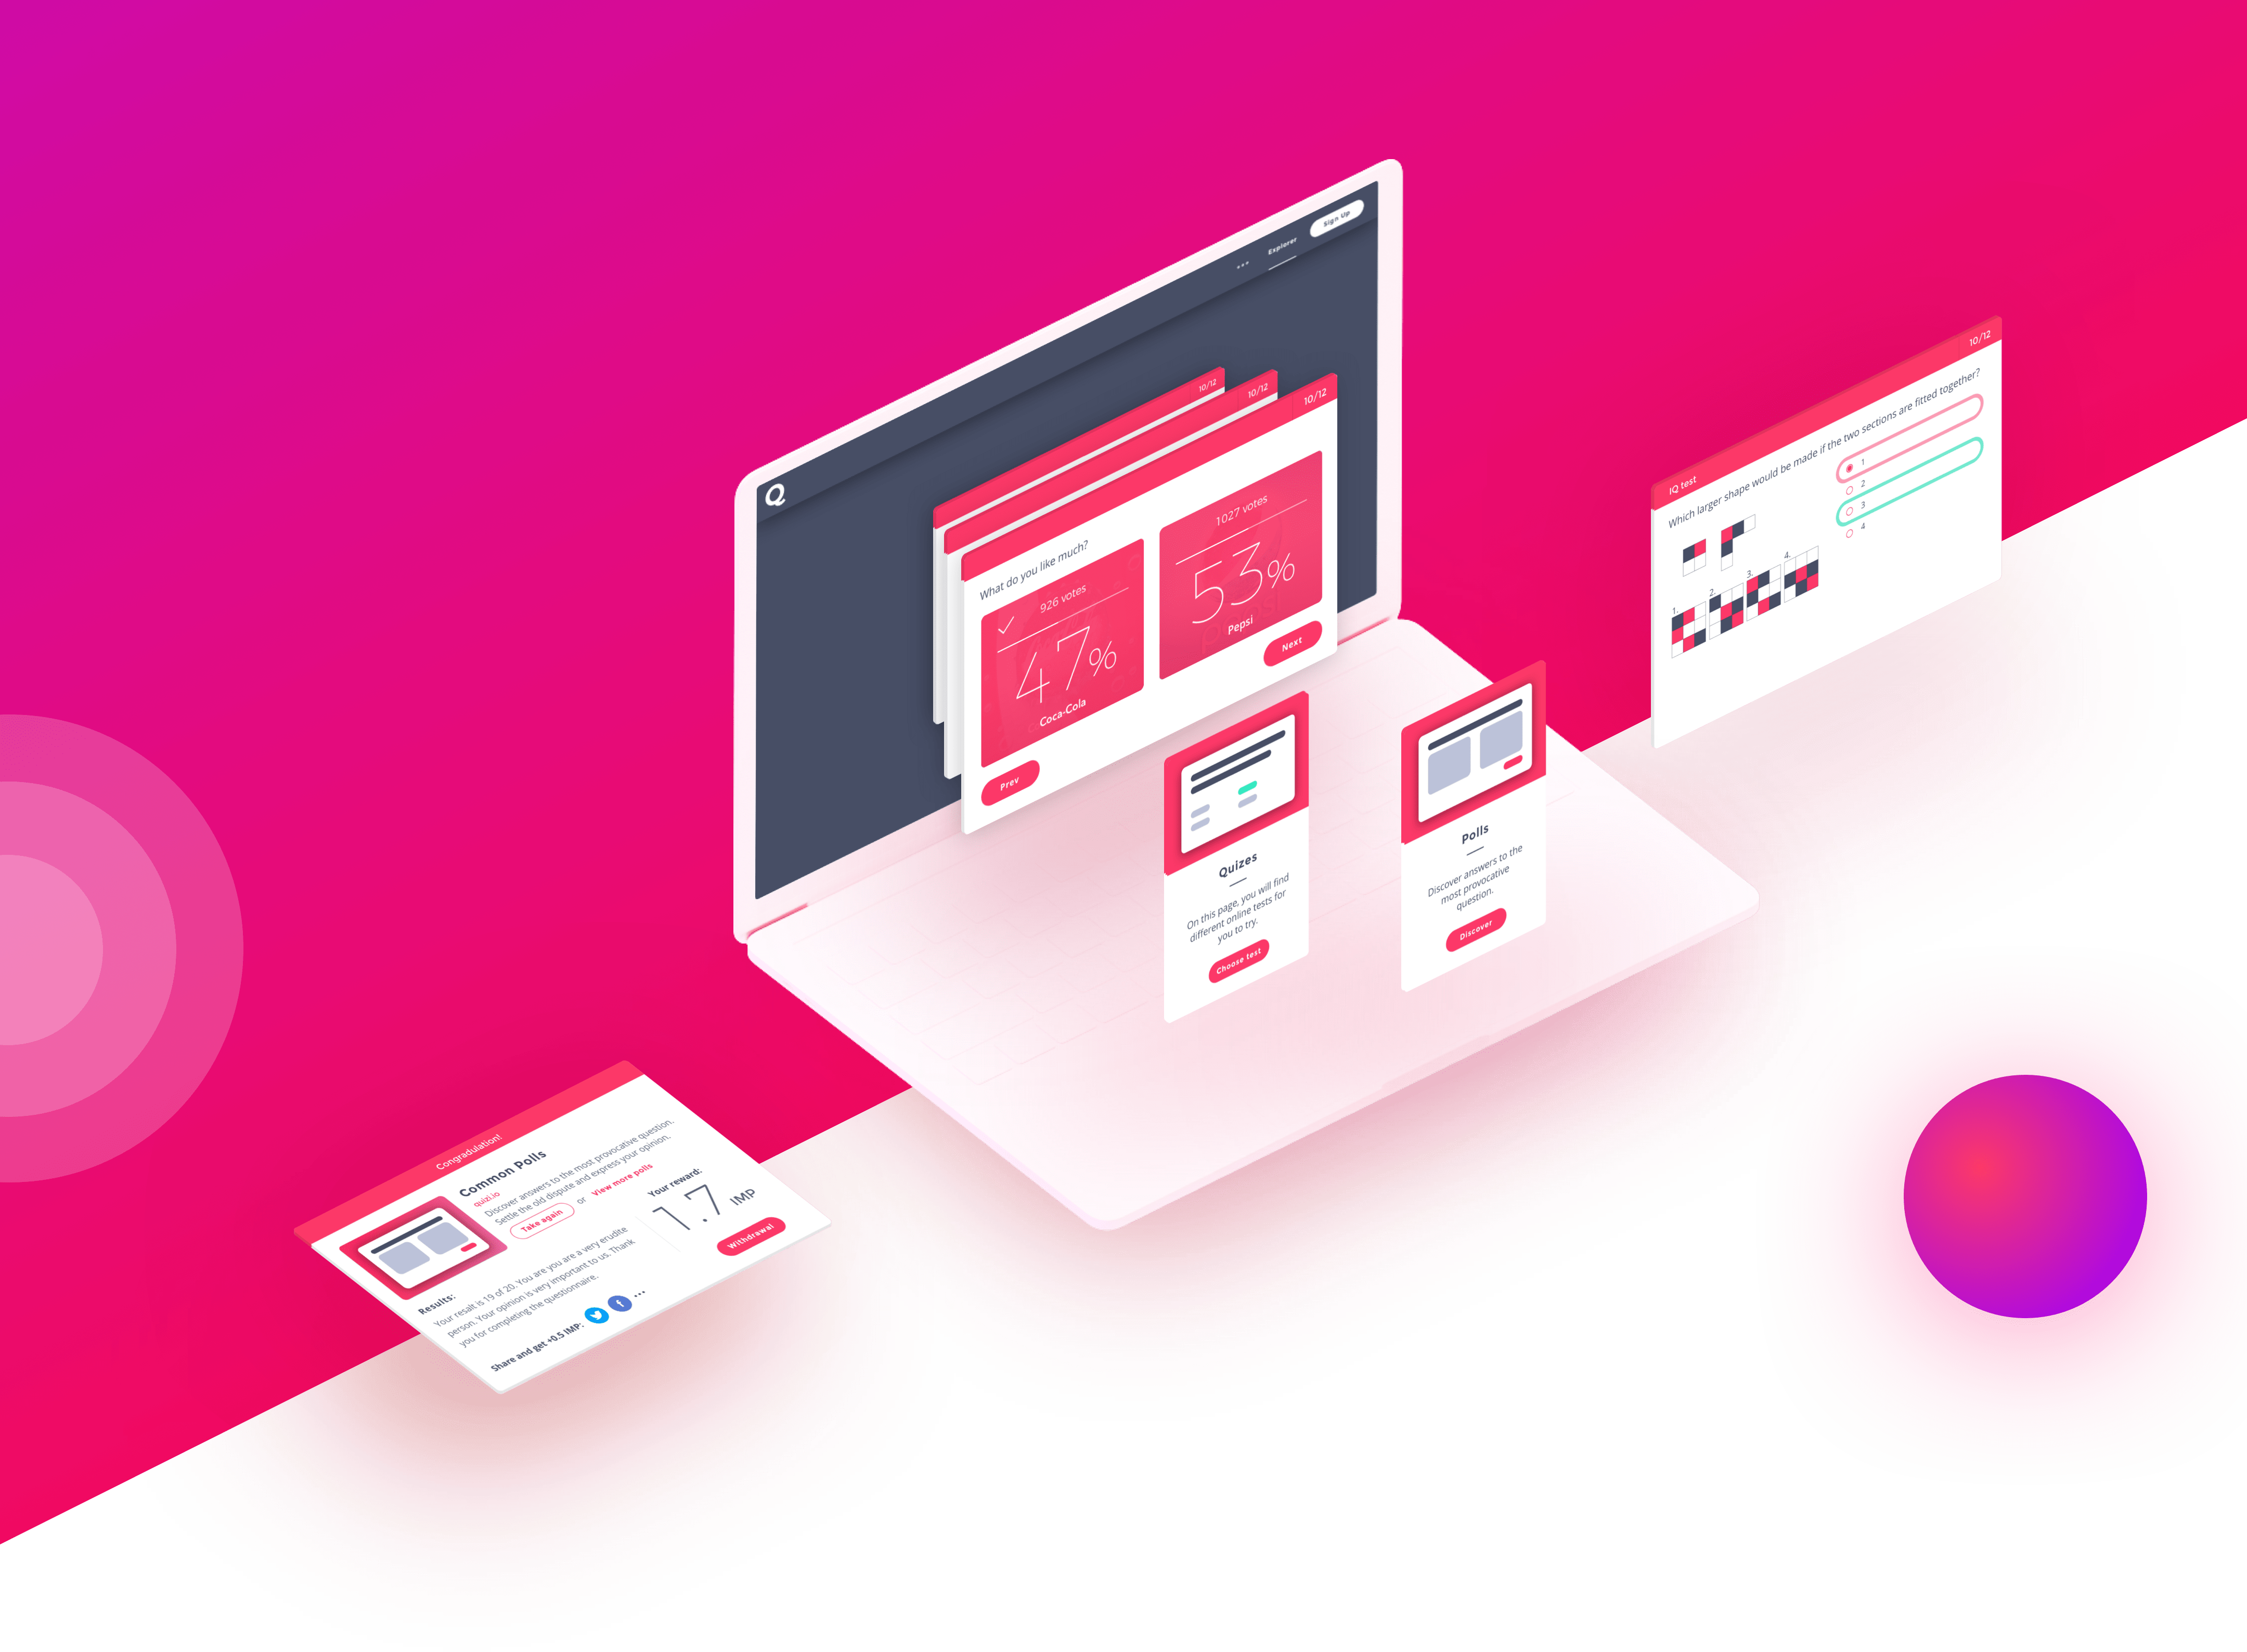 Q
...
Explorer
Sign Up
10/12
10/12
10/12
What do you like much?
926 votes
47%
Coca-Cola
1027 votes
53%
Pepsi
Prev
Next
IQ test
10/12
Which larger shape would be made if the two sections are fitted together?
1
2
3
4
1.
2.
3.
4.
Quizes
On this page, you will find
different online tests for
you to try.
Choose test
Polls
Discover answers to the
most provocative
question.
Discover
Congradulation!
Common Polls
quizi.io
Discover answers to the most provocative question.
Settle the old dispute and express your opinion.
Take again or View more polls
Results:
Your resalt is 19 of 20. You are you are a very erudite
person. Your opinion is very important to us. Thank
you for completing the questionnaire.
Your reward:
1.7 IMP
Withdrawal
Share and get +0.5 IMP:
f
...